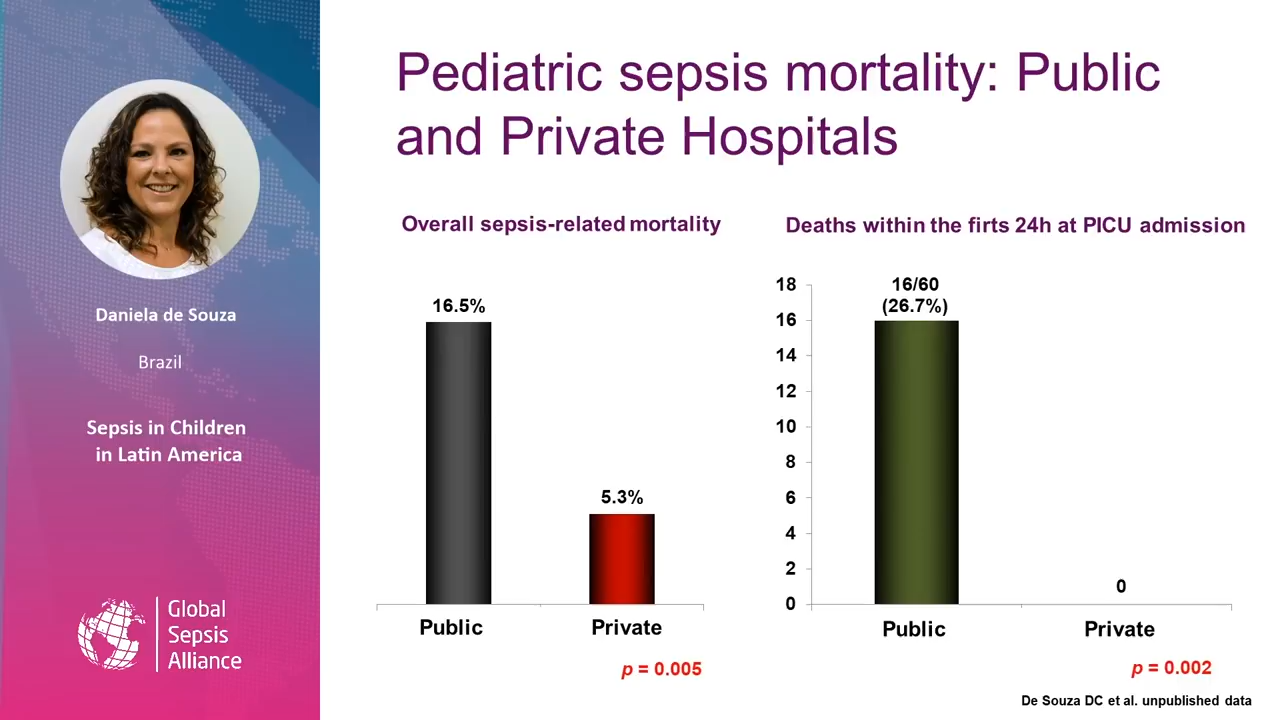 Pediatric sepsis mortality: Public
and Private Hospitals
Daniela de Souza
Brazil
Sepsis in Children
in Latin America
Global
Sepsis
Alliance
Overall sepsis-related mortality
16.5%
5.3%
Public
Private
p = 0.005
Deaths within the firts 24h at PICU admission
18
16
14
12
10
8
6
4
2
0
16/60
(26.7%)
0
Public
Private
p = 0.002
De Souza DC et al. unpublished data